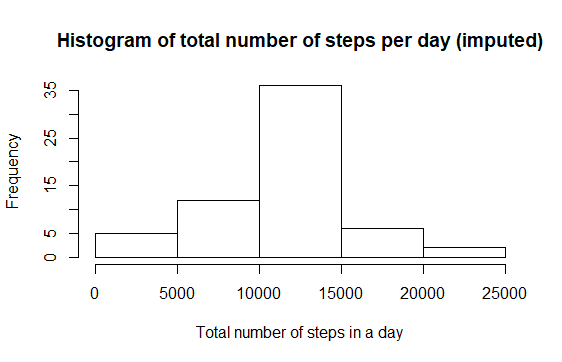 Histogram of total number of steps per day (imputed)
Frequency
35
25
15
5
0
0 5000 10000 15000 20000 25000
Total number of steps in a day